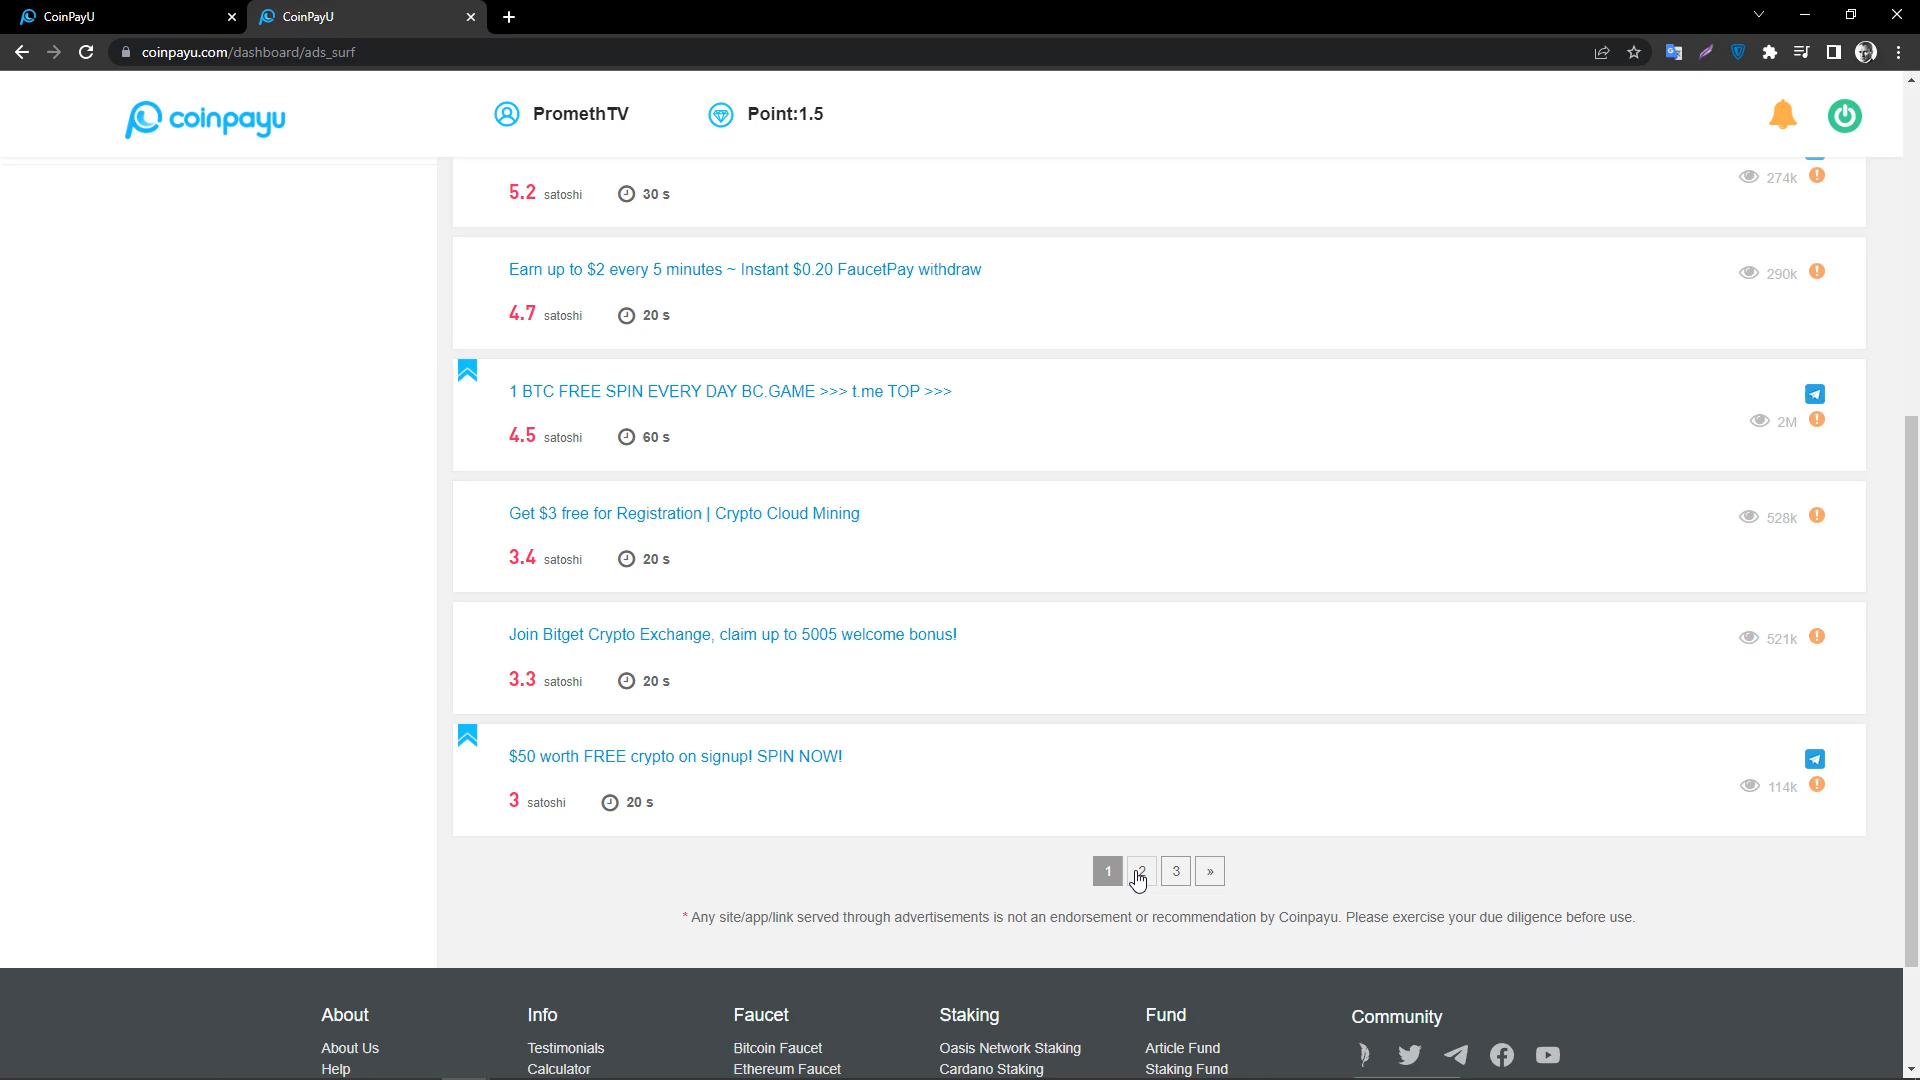 CoinPayU
CoinPayU
coinpayu.com/dashboard/ads_surf
coinpayu
PromethTV
Point:1.5
5.2 satoshi 30 s
274k
Earn up to $2 every 5 minutes ~ Instant $0.20 FaucetPay withdraw
290k
4.7 satoshi 20 s
1 BTC FREE SPIN EVERY DAY BC.GAME >>> t.me TOP >>>
2M
4.5 satoshi 60 s
Get $3 free for Registration | Crypto Cloud Mining
528k
3.4 satoshi 20 s
Join Bitget Crypto Exchange, claim up to 5005 welcome bonus!
521k
3.3 satoshi 20 s
$50 worth FREE crypto on signup! SPIN NOW!
114k
3 satoshi 20 s
1 2 3 »
* Any site/app/link served through advertisements is not an endorsement or recommendation by Coinpayu. Please exercise your due diligence before use.
About Info Faucet Staking Fund Community
About Us Testimonials Bitcoin Faucet Oasis Network Staking Article Fund
Help Calculator Ethereum Faucet Cardano Staking Staking Fund